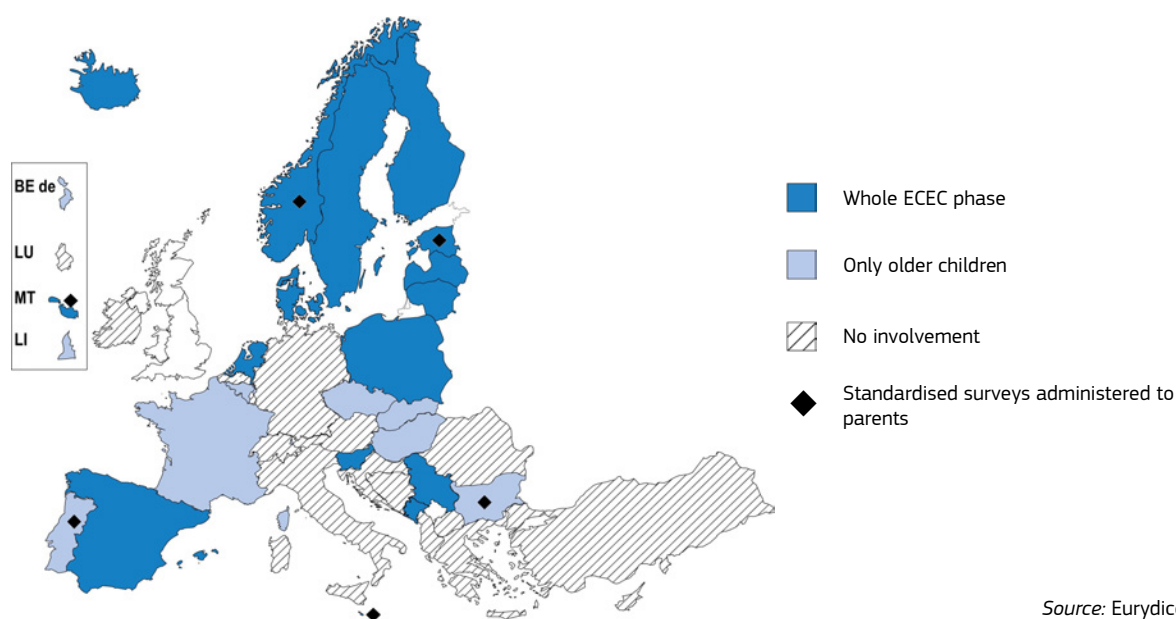 BE de
LU
MT
LI
Whole ECEC phase
Only older children
No involvement
Standardised surveys administered to
parents
Source: Eurydice